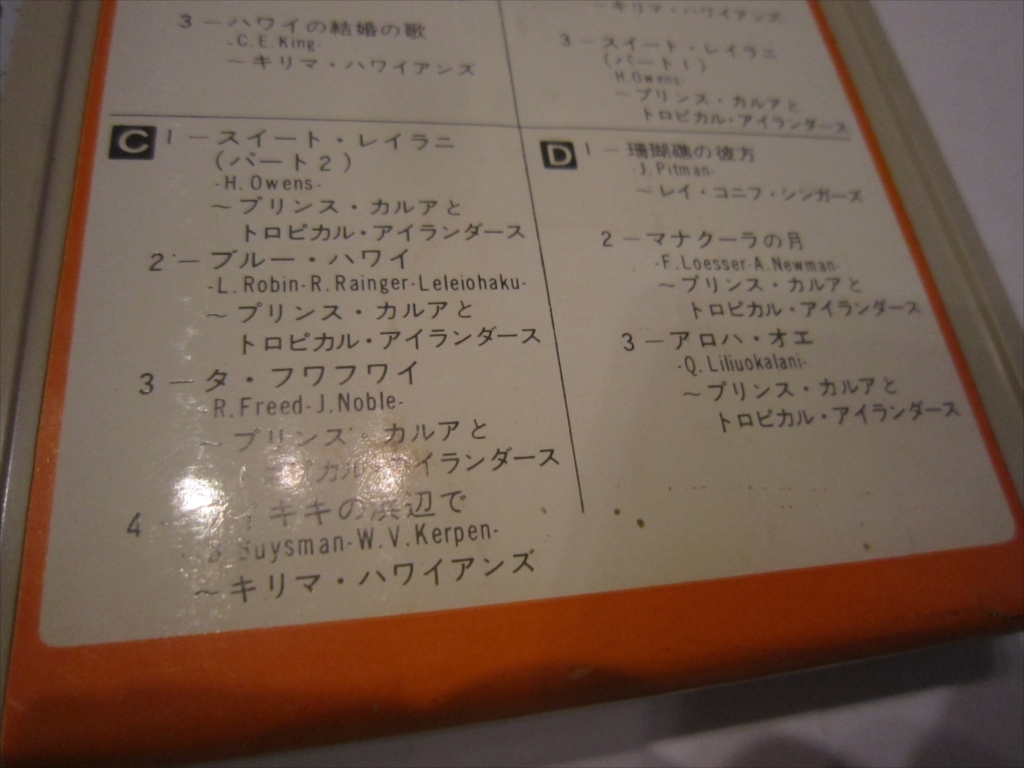 3－ハワイの結婚の歌
-C.E.King-
～キリマ・ハワイアンズ
～キリマ・ハワイアンズ
3－スイート・レイラニ
(パート1)
-H.Owens-
～プリンス・カルアと
トロピカル・アイランダース
C 1－スイート・レイラニ
(パート2)
-H.Owens-
～プリンス・カルアと
トロピカル・アイランダース
2－ブルー・ハワイ
-L.Robin-R.Rainger-Leleiohaku-
～プリンス・カルアと
トロピカル・アイランダース
3－タ・フワフワイ
-R.Freed-J.Noble-
～プリンス・カルアと
ピカル・アイランダース
4 キキの浜辺で
Buysman-W.V.Kerpen-
～キリマ・ハワイアンズ
D 1－珊瑚礁の彼方
-J.Pitman-
～レイ・コニフ・シンガーズ
2－マナクーラの月
-F.Loesser-A.Newman-
～プリンス・カルアと
トロピカル・アイランダース
3－アロハ・オエ
-Q.Liliuokalani-
～プリンス・カルアと
トロピカル・アイランダース